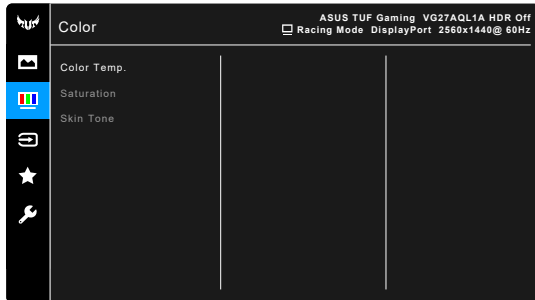 Color
ASUS TUF Gaming VG27AQL1A HDR Off
Racing Mode DisplayPort 2560x1440@ 60Hz
Color Temp.
Saturation
Skin Tone